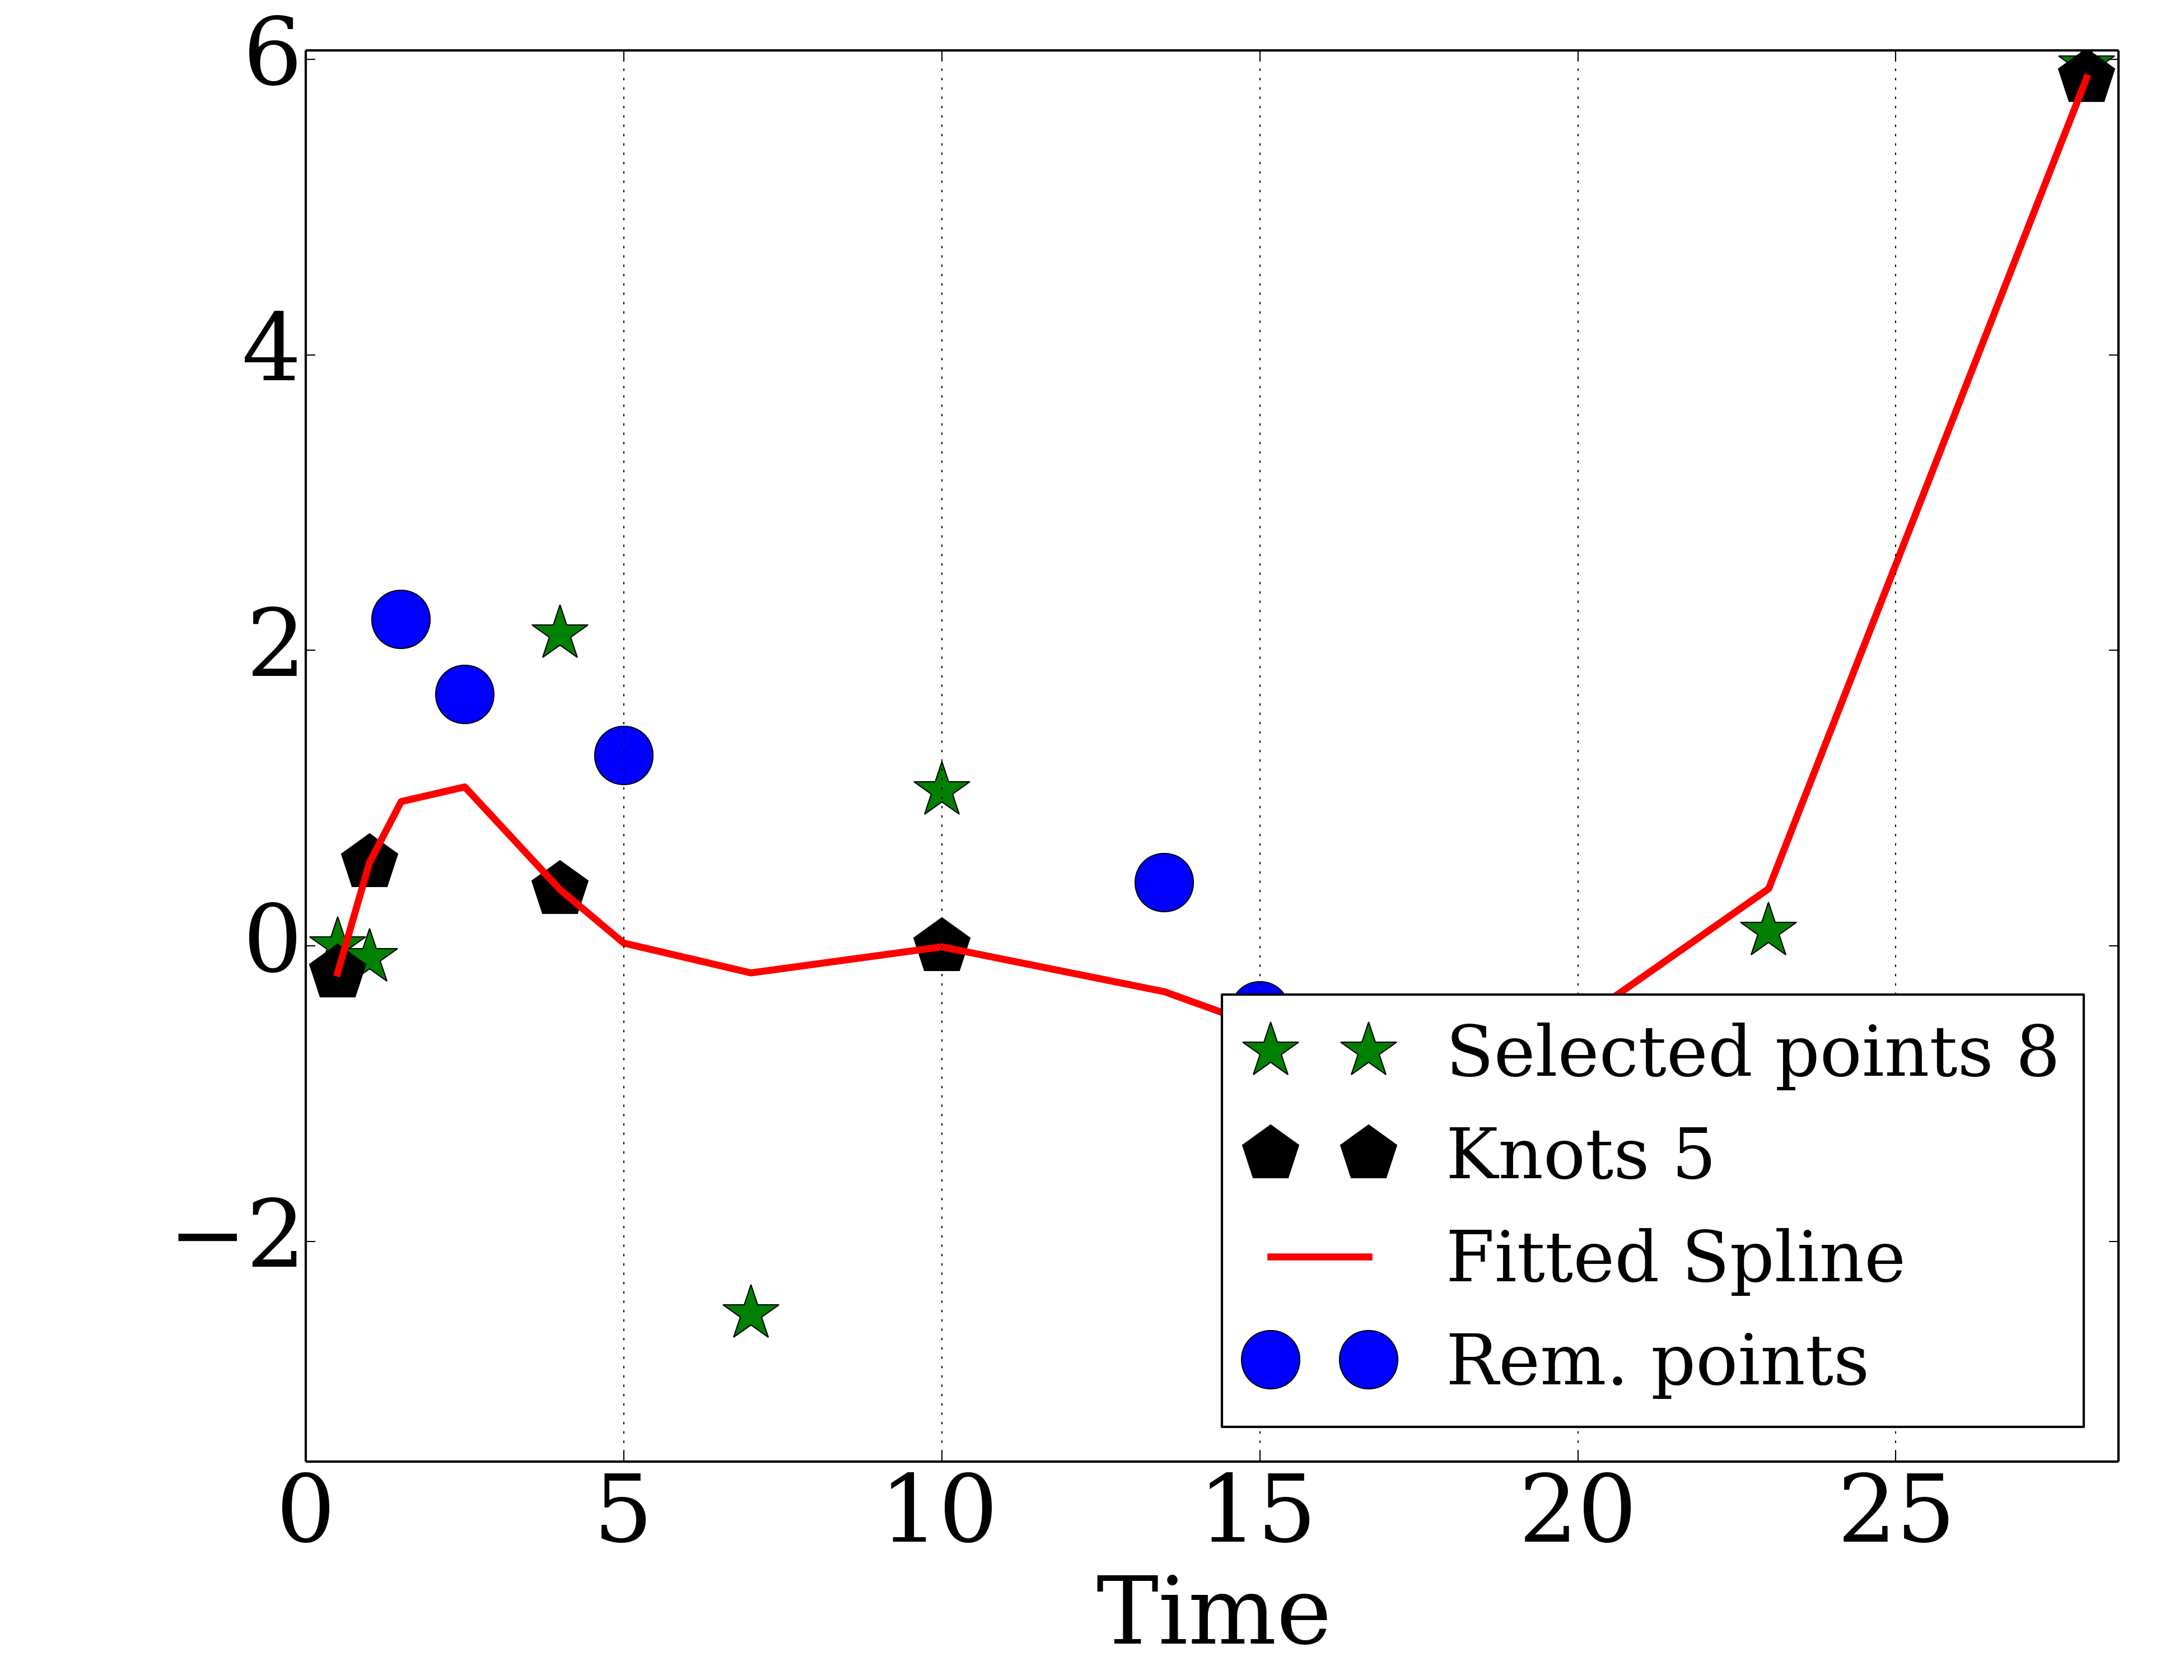 6
4
2
0
−2
0 5 10 15 20 25
Time
Selected points 8
Knots 5
Fitted Spline
Rem. points